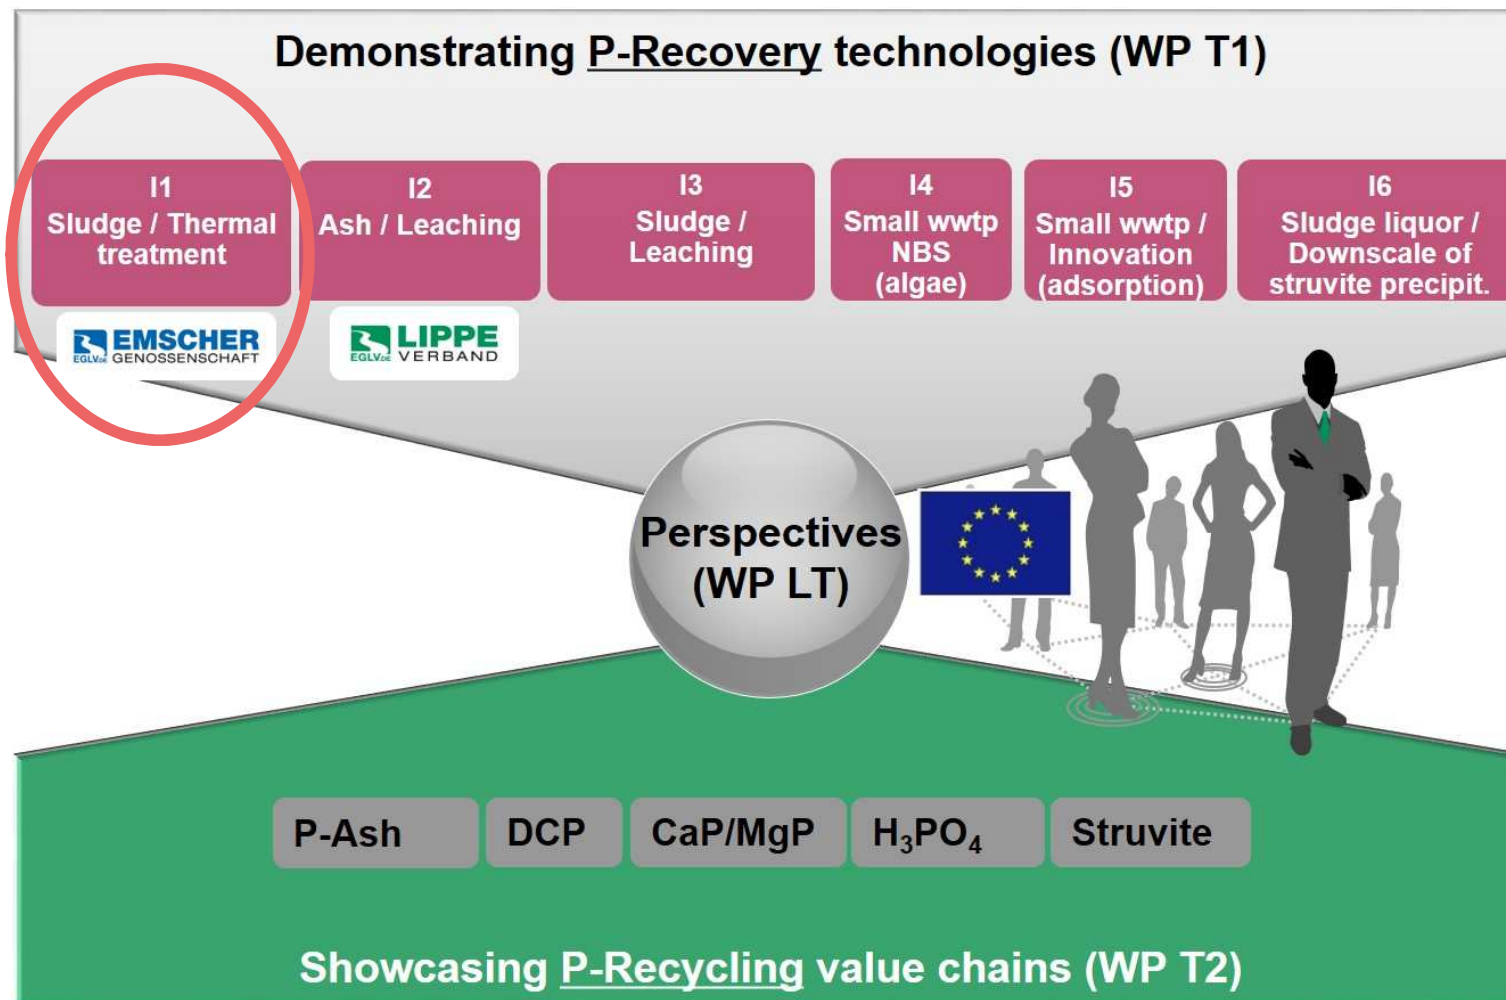 Demonstrating P-Recovery technologies (WP T1)
I1
Sludge / Thermal
treatment
I2
Ash / Leaching
I3
Sludge /
Leaching
I4
Small wwtp
NBS
(algae)
I5
Small wwtp /
Innovation
(adsorption)
I6
Sludge liquor /
Downscale of
struvite precipit.
EGLV.DE EMSCHER
GENOSSENSCHAFT
EGLV.DE LIPPE
VERBAND
Perspectives
(WP LT)
P-Ash
DCP
CaP/MgP
H₃PO₄
Struvite
Showcasing P-Recycling value chains (WP T2)